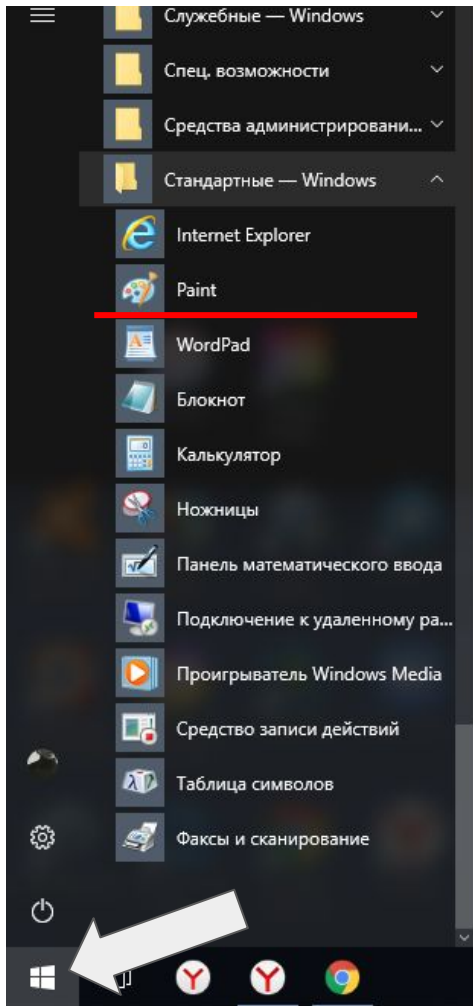 Служебные — Windows
Спец. возможности
Средства администрировани...
Стандартные — Windows
Internet Explorer
Paint
WordPad
Блокнот
Калькулятор
Ножницы
Панель математического ввода
Подключение к удаленному ра...
Проигрыватель Windows Media
Средство записи действий
Таблица символов
Факсы и сканирование